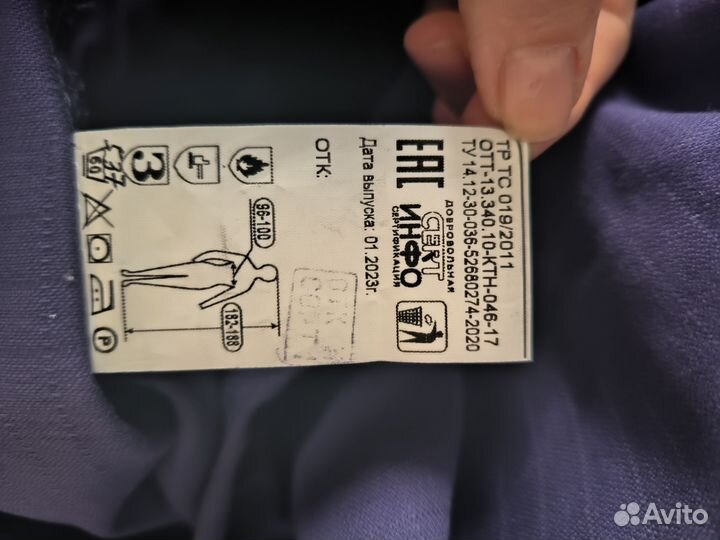 ТР ТС 019/2011
ОТТ-13.340.10-КТН-046-17
ТУ 14.12-30-036-52680274-2020
ЕАС
ДОБРОВОЛЬНАЯ
CERT
ИНФО
СЕРТИФИКАЦИЯ
Дата выпуска: 01.2023г.
ОТК:
3
96-100
182-188
60
P
Avito